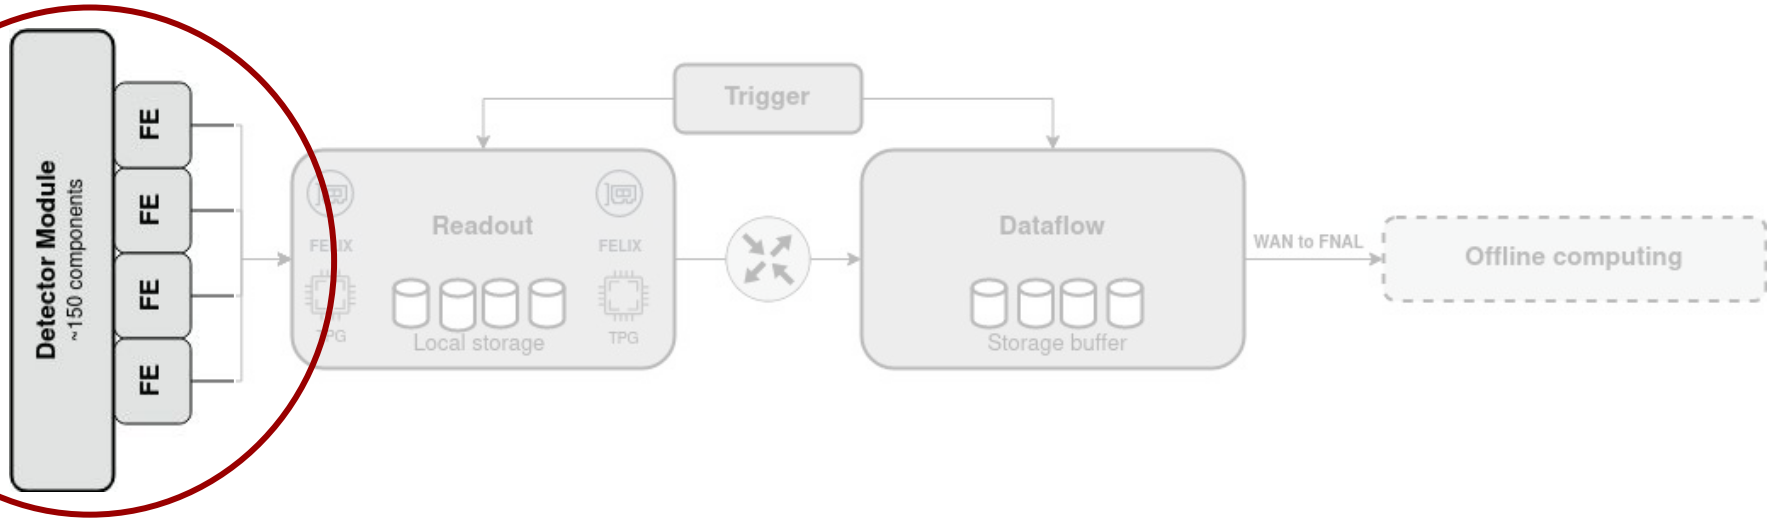 Detector Module
~150 components
FE
FE
FE
FE
Trigger
Readout
FELIX
FELIX
TPG
TPG
Local storage
Dataflow
Storage buffer
WAN to FNAL
Offline computing